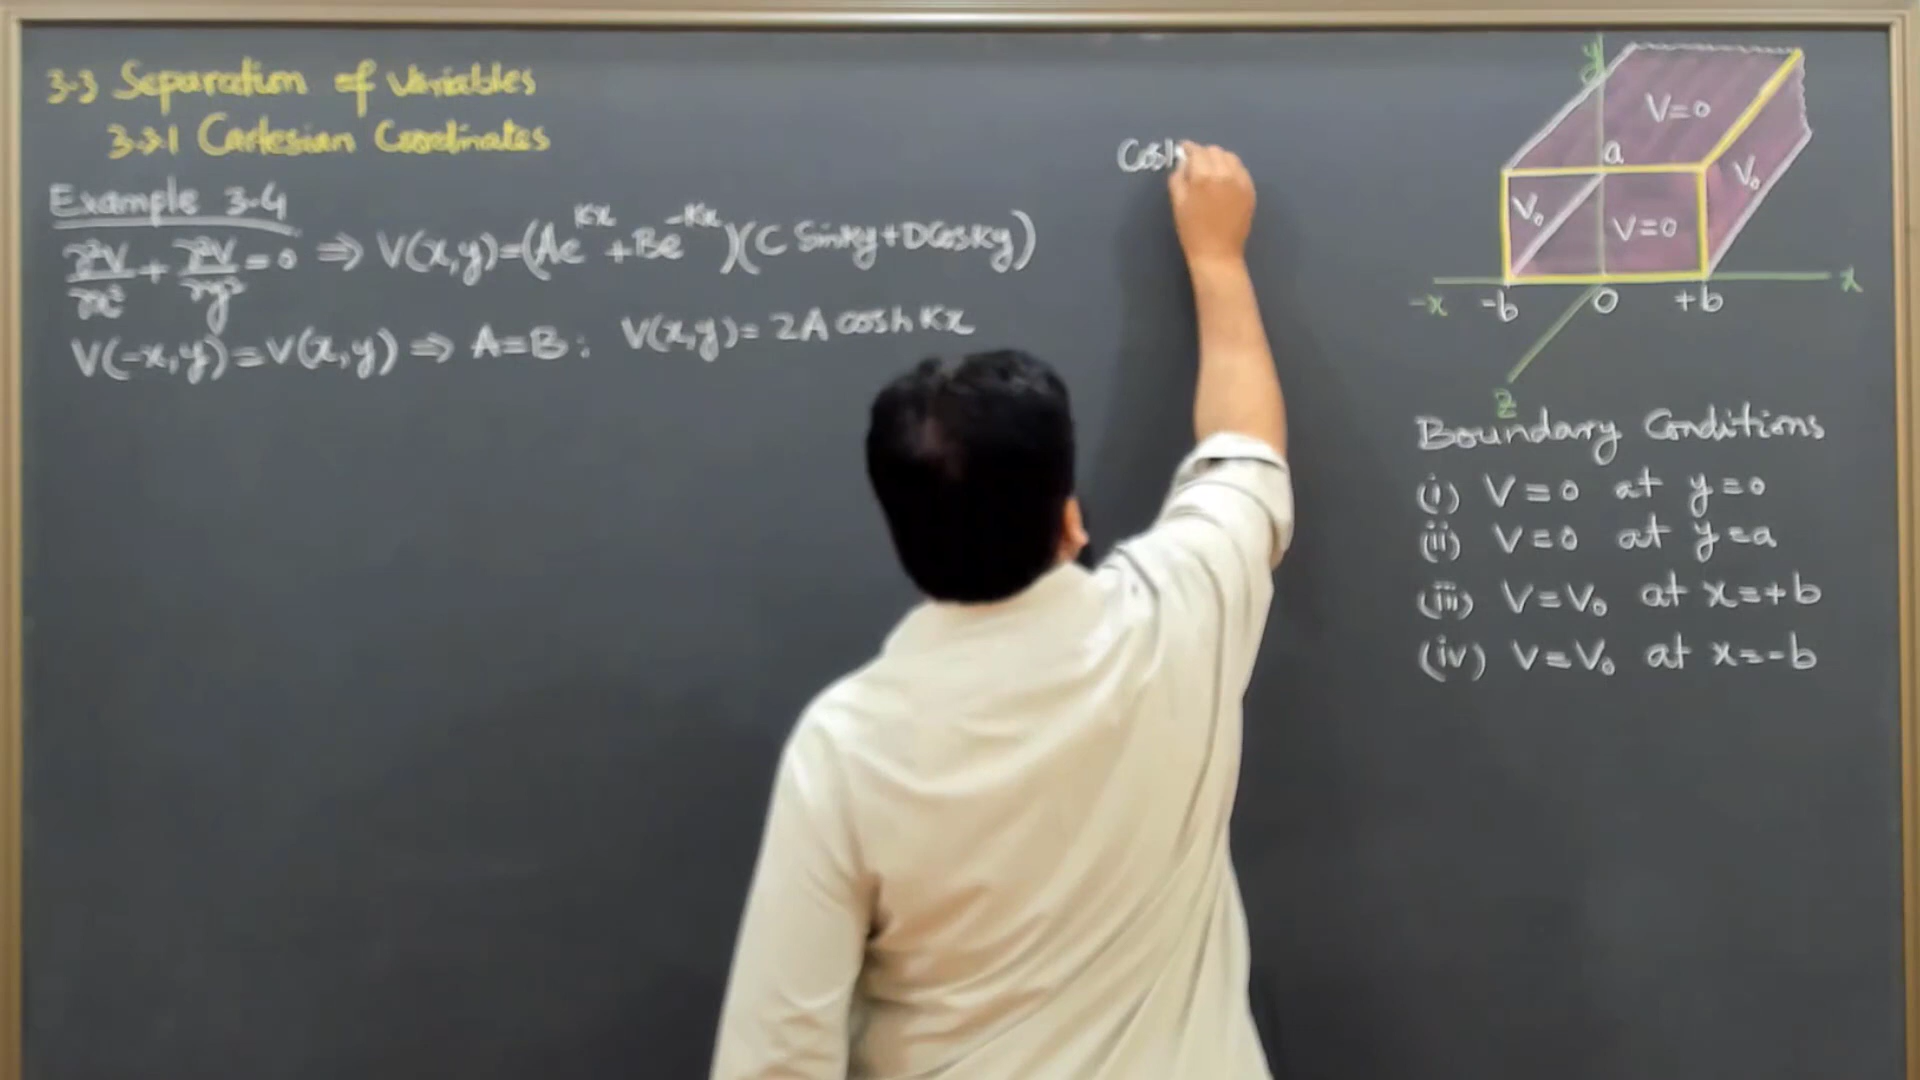 3.3 Separation of Variables
3.3.1 Cartesian Coordinates
Example 3.4
∂²V/∂x² + ∂²V/∂y² = 0 ⇒ V(x,y)=(Ae^{Kx}+Be^{-Kx})(C SinKy+DCosKy)
V(-x,y)=V(x,y) ⇒ A=B: V(x,y)= 2A cosh Kx
Cosh
y
V=0
a
V₀
V₀
V=0
-x -b 0 +b x
z
Boundary Conditions
(i) V=0 at y=0
(ii) V=0 at y=a
(iii) V=V₀ at x=+b
(iv) V=V₀ at x=-b